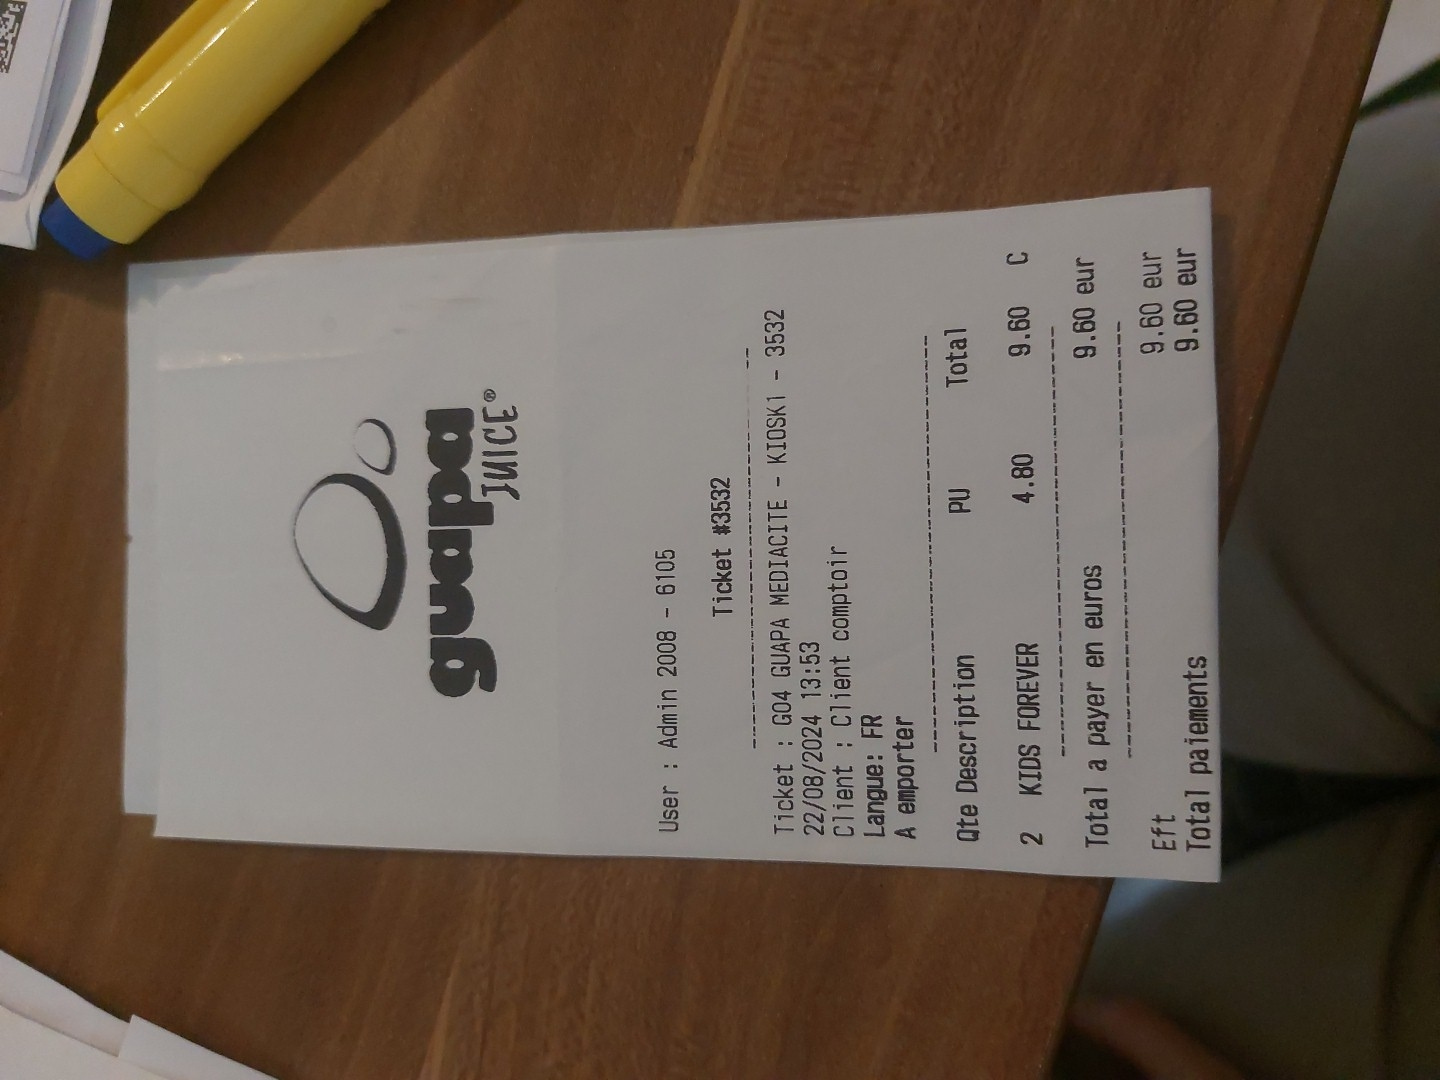 guapa
JUICE®
User : Admin 2008 - 6105
Ticket #3532
Ticket : G04 GUAPA MEDIACITE - KIOSK1 - 3532
22/08/2024 13:53
Client : Client comptoir
Langue: FR
A emporter
Qte Description PU Total
2 KIDS FOREVER 4.80 9.60 C
Total a payer en euros 9.60 eur
Eft 9.60 eur
Total paiements 9.60 eur